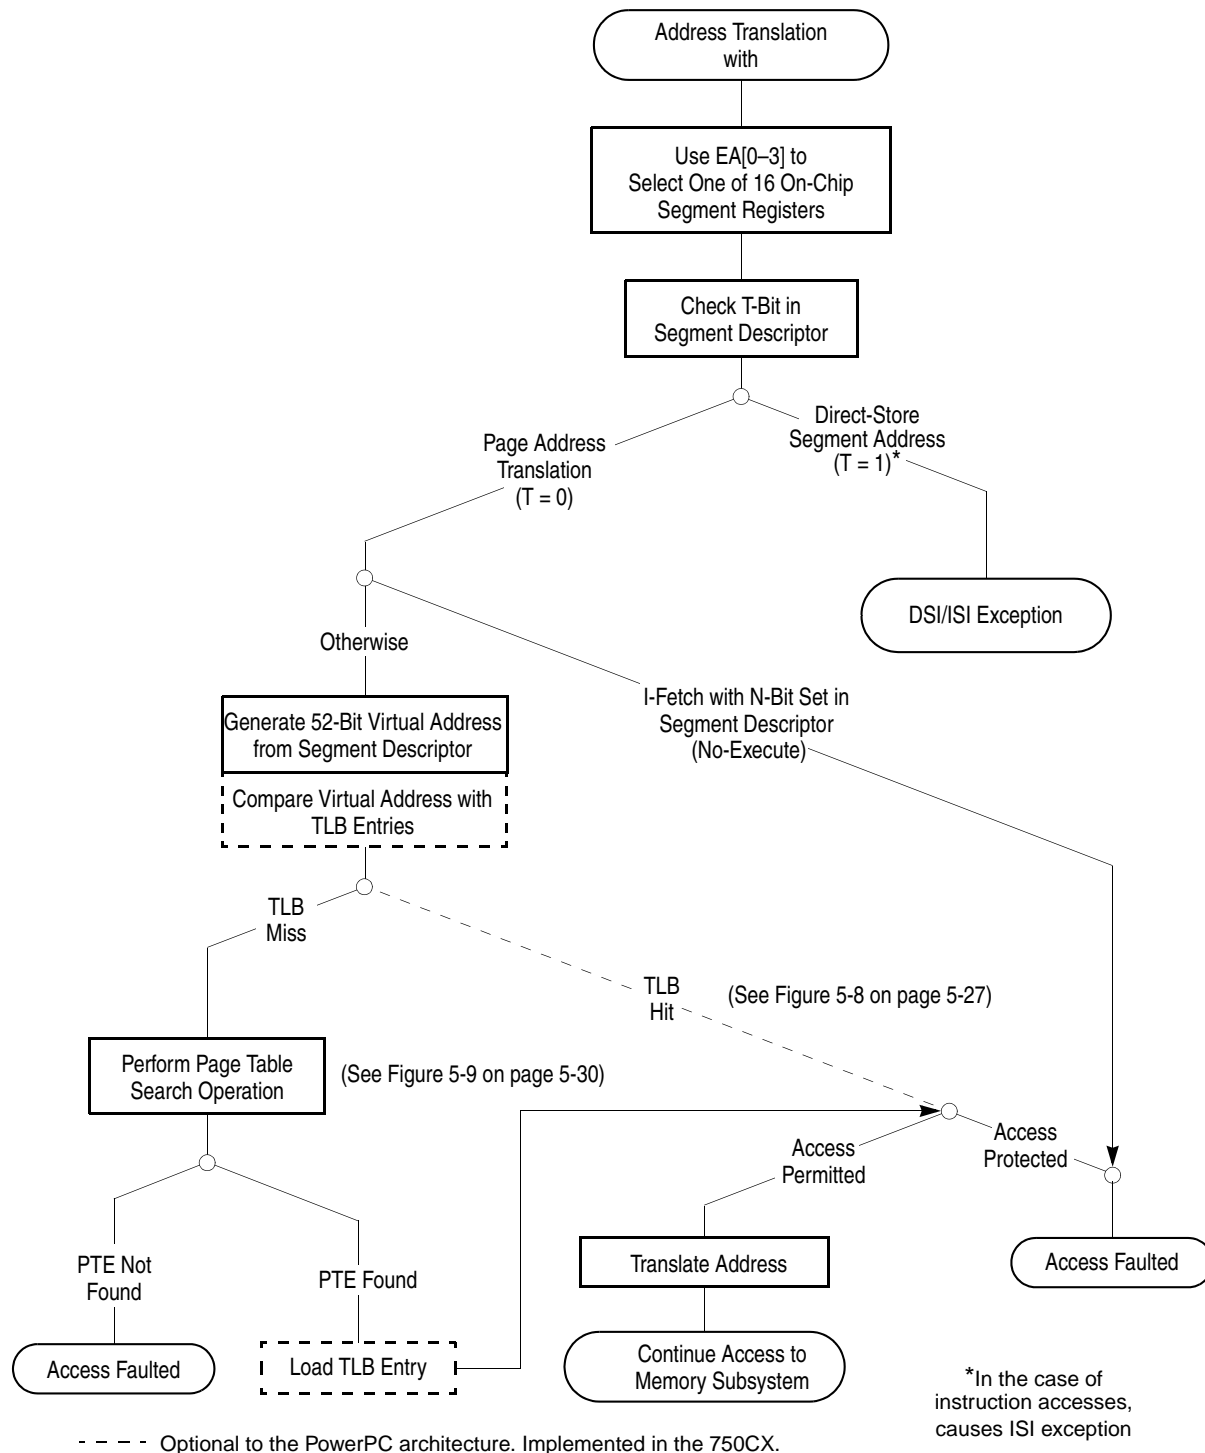 Address Translation
with
Use EA[0–3] to
Select One of 16 On-Chip
Segment Registers
Check T-Bit in
Segment Descriptor
Direct-Store
Segment Address
(T = 1)*
Page Address
Translation
(T = 0)
DSI/ISI Exception
Otherwise
I-Fetch with N-Bit Set in
Segment Descriptor
(No-Execute)
Generate 52-Bit Virtual Address
from Segment Descriptor
Compare Virtual Address with
TLB Entries
TLB
Miss
TLB
Hit
(See Figure 5-8 on page 5-27)
Perform Page Table
Search Operation
(See Figure 5-9 on page 5-30)
Access
Permitted
Access
Protected
PTE Not
Found
PTE Found
Translate Address
Access Faulted
Access Faulted
Load TLB Entry
Continue Access to
Memory Subsystem
*In the case of
instruction accesses,
causes ISI exception
Optional to the PowerPC architecture. Implemented in the 750CX.